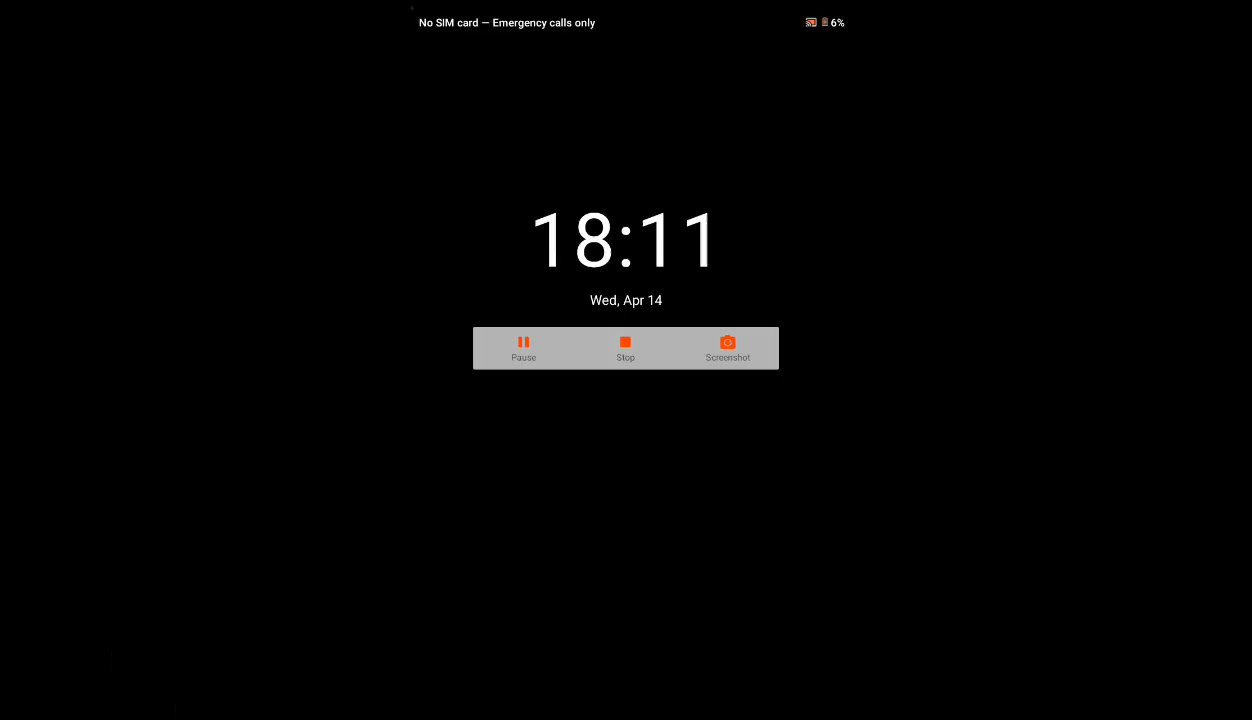 No SIM card — Emergency calls only 6%
18:11
Wed, Apr 14
Pause Stop Screenshot